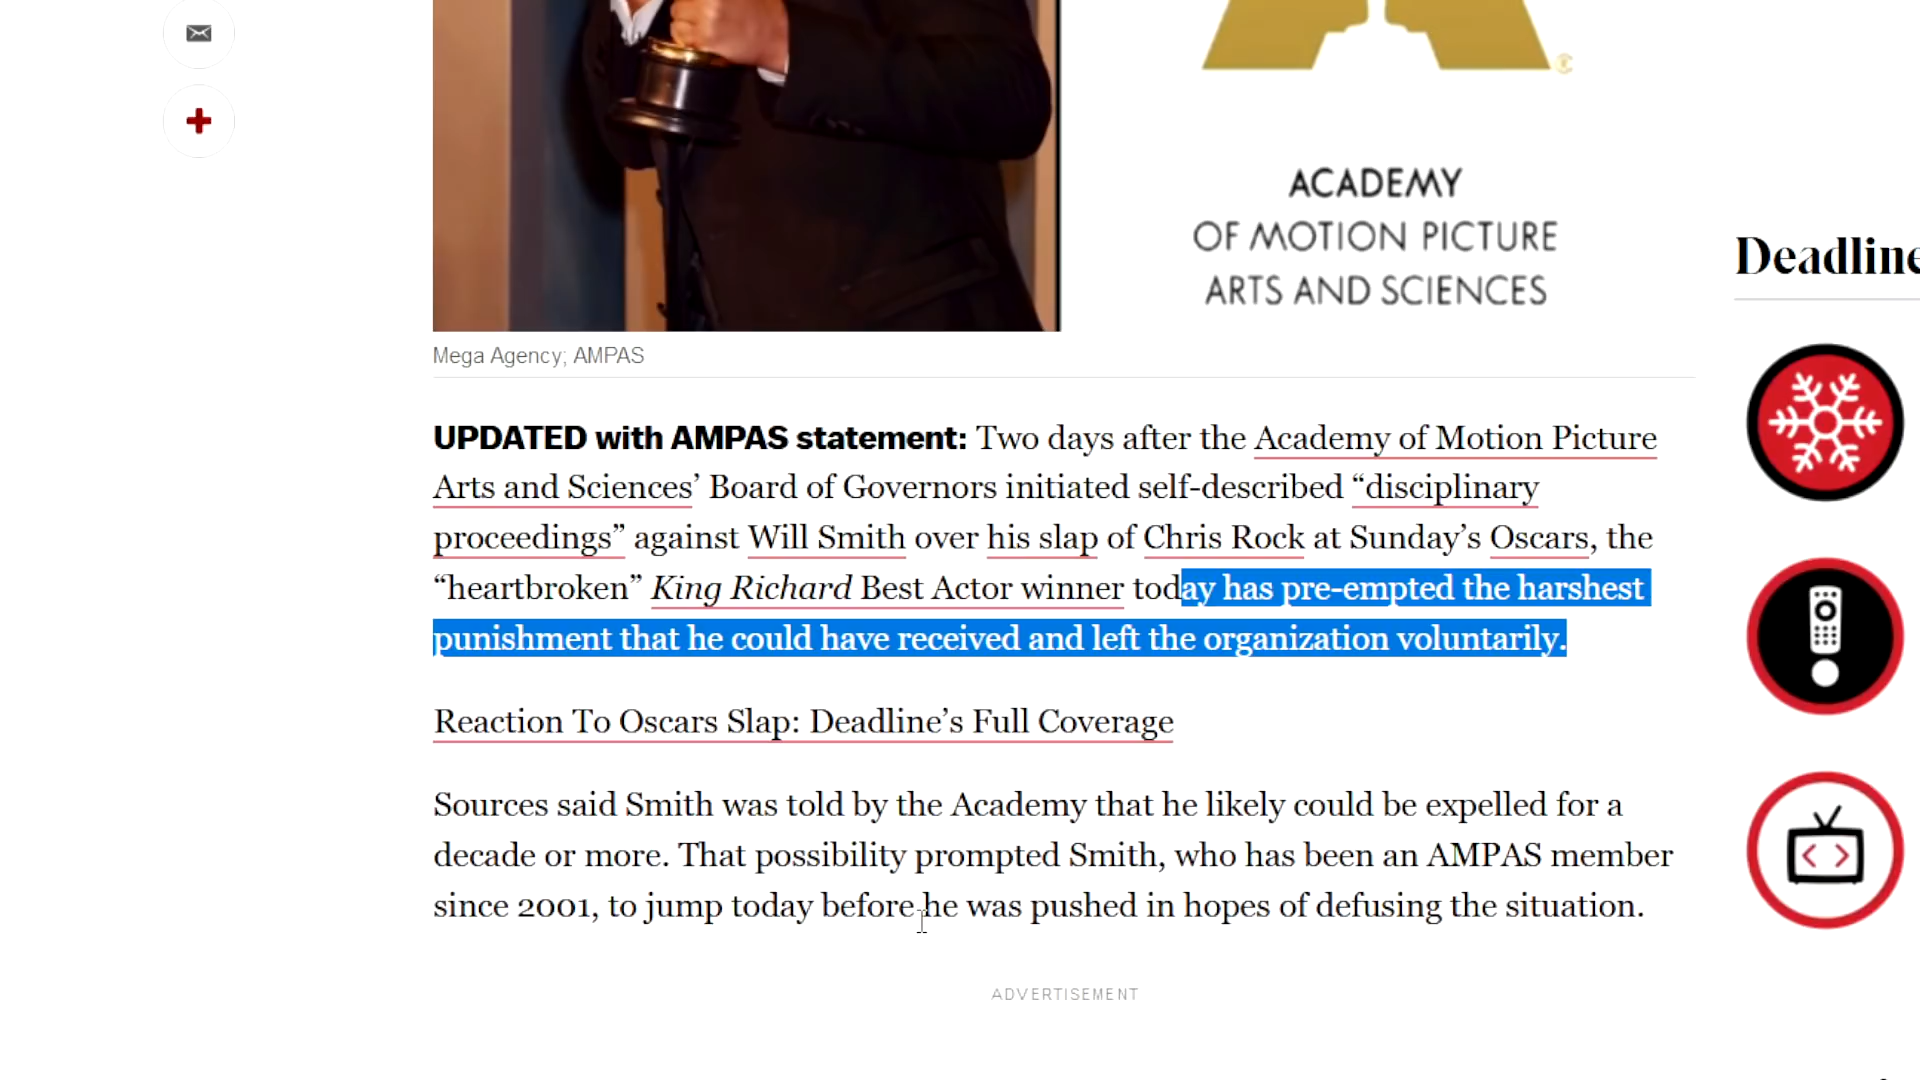 ACADEMY
OF MOTION PICTURE
ARTS AND SCIENCES
Deadline
Mega Agency; AMPAS
UPDATED with AMPAS statement: Two days after the Academy of Motion Picture
Arts and Sciences’ Board of Governors initiated self-described “disciplinary
proceedings” against Will Smith over his slap of Chris Rock at Sunday’s Oscars, the
“heartbroken” King Richard Best Actor winner today has pre-empted the harshest
punishment that he could have received and left the organization voluntarily.
Reaction To Oscars Slap: Deadline’s Full Coverage
Sources said Smith was told by the Academy that he likely could be expelled for a
decade or more. That possibility prompted Smith, who has been an AMPAS member
since 2001, to jump today before he was pushed in hopes of defusing the situation.
ADVERTISEMENT